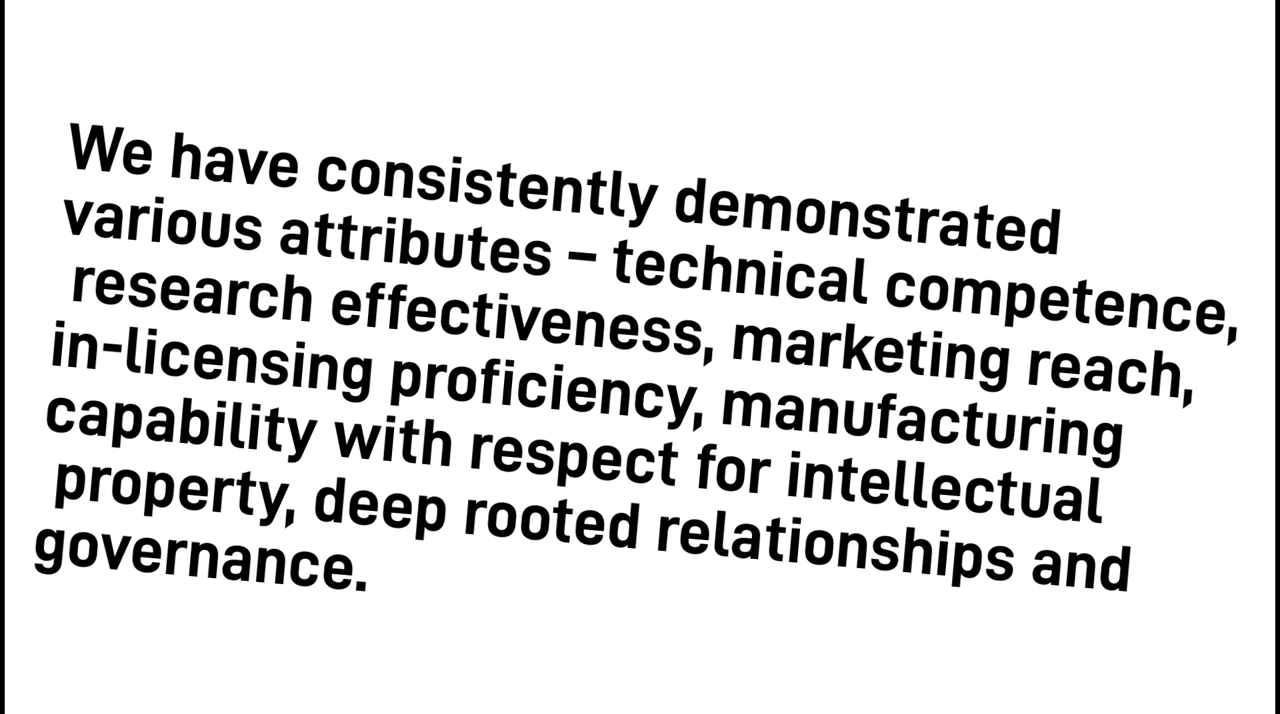 We have consistently demonstrated
various attributes – technical competence,
research effectiveness, marketing reach,
in-licensing proficiency, manufacturing
capability with respect for intellectual
property, deep rooted relationships and
governance.